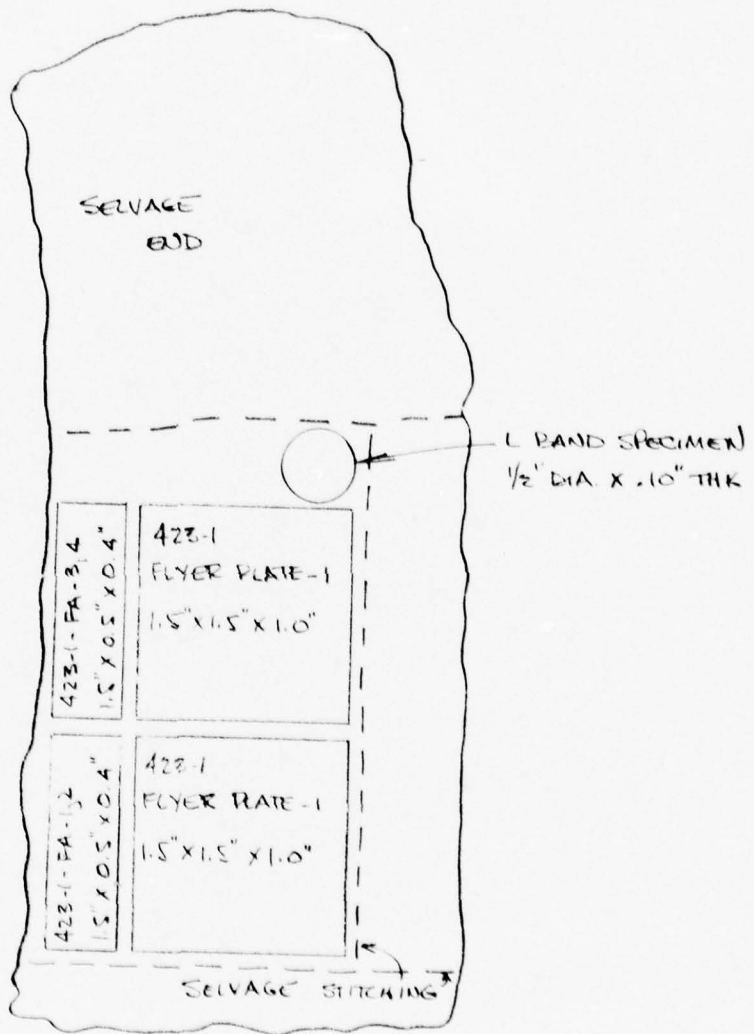 SELVAGE
END
L BAND SPECIMEN
1/2" DIA. X .10" THK
423-1-FA-3,4
1.5" X 0.5" X 0.4"
423-1
FLYER PLATE-1
1.5" X 1.5" X 1.0"
423-1-FA-1,2
1.5" X 0.5" X 0.4"
423-1
FLYER PLATE-1
1.5" X 1.5" X 1.0"
SELVAGE STITCHING